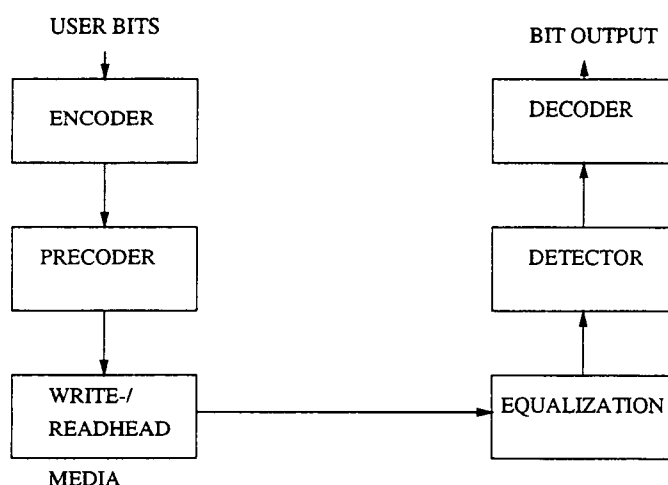 USER BITS
ENCODER
PRECODER
WRITE-/
READHEAD
MEDIA
BIT OUTPUT
DECODER
DETECTOR
EQUALIZATION